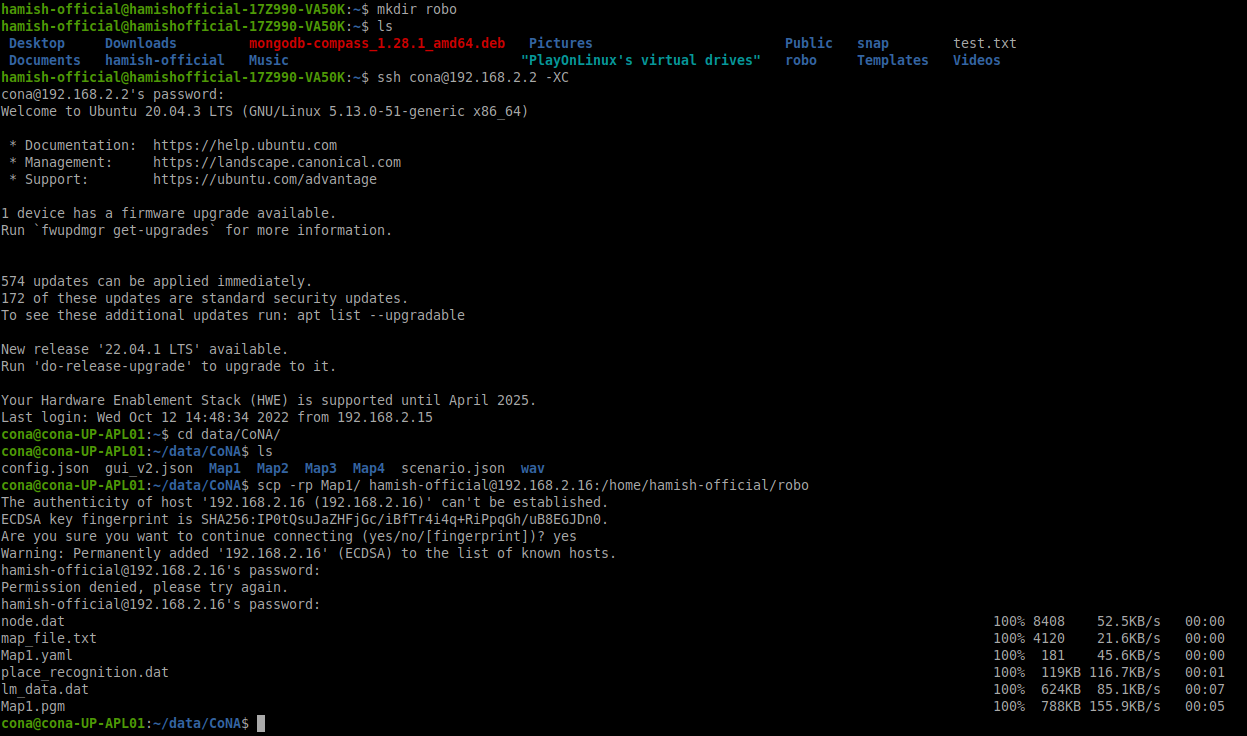 hamish-official@hamishofficial-17Z990-VA50K:~$ mkdir robo
hamish-official@hamishofficial-17Z990-VA50K:~$ ls
Desktop Downloads mongodb-compass_1.28.1_amd64.deb Pictures Public snap test.txt
Documents hamish-official Music "PlayOnLinux's virtual drives" robo Templates Videos
hamish-official@hamishofficial-17Z990-VA50K:~$ ssh cona@192.168.2.2 -XC
cona@192.168.2.2's password:
Welcome to Ubuntu 20.04.3 LTS (GNU/Linux 5.13.0-51-generic x86_64)
* Documentation: https://help.ubuntu.com
* Management: https://landscape.canonical.com
* Support: https://ubuntu.com/advantage
1 device has a firmware upgrade available.
Run `fwupdmgr get-upgrades` for more information.
574 updates can be applied immediately.
172 of these updates are standard security updates.
To see these additional updates run: apt list --upgradable
New release '22.04.1 LTS' available.
Run 'do-release-upgrade' to upgrade to it.
Your Hardware Enablement Stack (HWE) is supported until April 2025.
Last login: Wed Oct 12 14:48:34 2022 from 192.168.2.15
cona@cona-UP-APL01:~$ cd data/CoNA/
cona@cona-UP-APL01:~/data/CoNA$ ls
config.json gui_v2.json Map1 Map2 Map3 Map4 scenario.json wav
cona@cona-UP-APL01:~/data/CoNA$ scp -rp Map1/ hamish-official@192.168.2.16:/home/hamish-official/robo
The authenticity of host '192.168.2.16 (192.168.2.16)' can't be established.
ECDSA key fingerprint is SHA256:IP0tQsuJaZHFjGc/iBfTr4i4q+RiPpqGh/uB8EGJDn0.
Are you sure you want to continue connecting (yes/no/[fingerprint])? yes
Warning: Permanently added '192.168.2.16' (ECDSA) to the list of known hosts.
hamish-official@192.168.2.16's password:
Permission denied, please try again.
hamish-official@192.168.2.16's password:
node.dat 100% 8408 52.5KB/s 00:00
map_file.txt 100% 4120 21.6KB/s 00:00
Map1.yaml 100% 181 45.6KB/s 00:00
place_recognition.dat 100% 119KB 116.7KB/s 00:01
lm_data.dat 100% 624KB 85.1KB/s 00:07
Map1.pgm 100% 788KB 155.9KB/s 00:05
cona@cona-UP-APL01:~/data/CoNA$